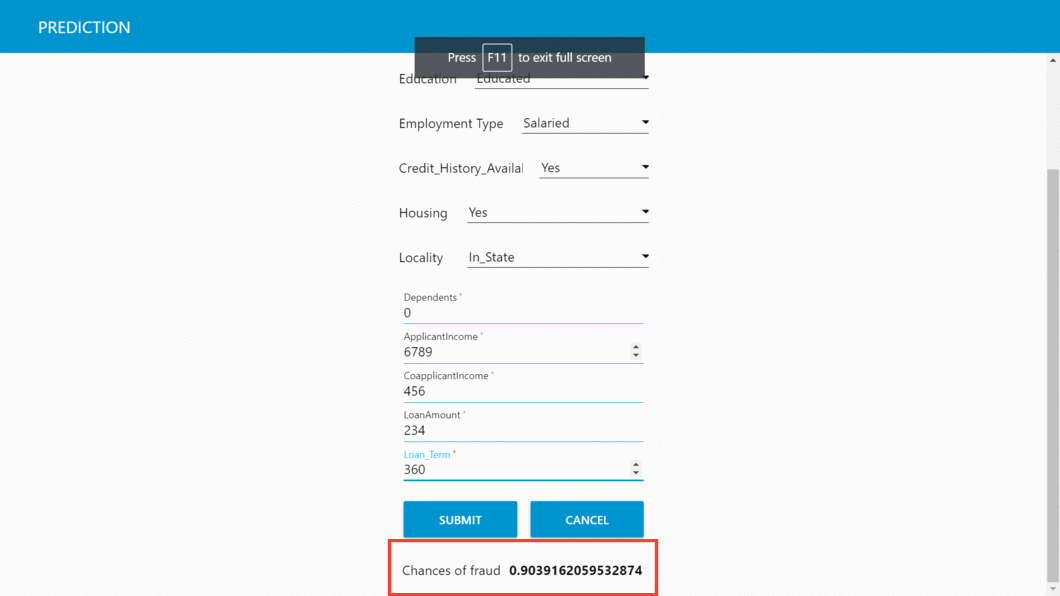 PREDICTION
Press F11 to exit full screen
Education Educated
Employment Type Salaried
Credit_History_Availal Yes
Housing Yes
Locality In_State
Dependents *
0
ApplicantIncome *
6789
CoapplicantIncome *
456
LoanAmount *
234
Loan_Term *
360
SUBMIT CANCEL
Chances of fraud 0.9039162059532874